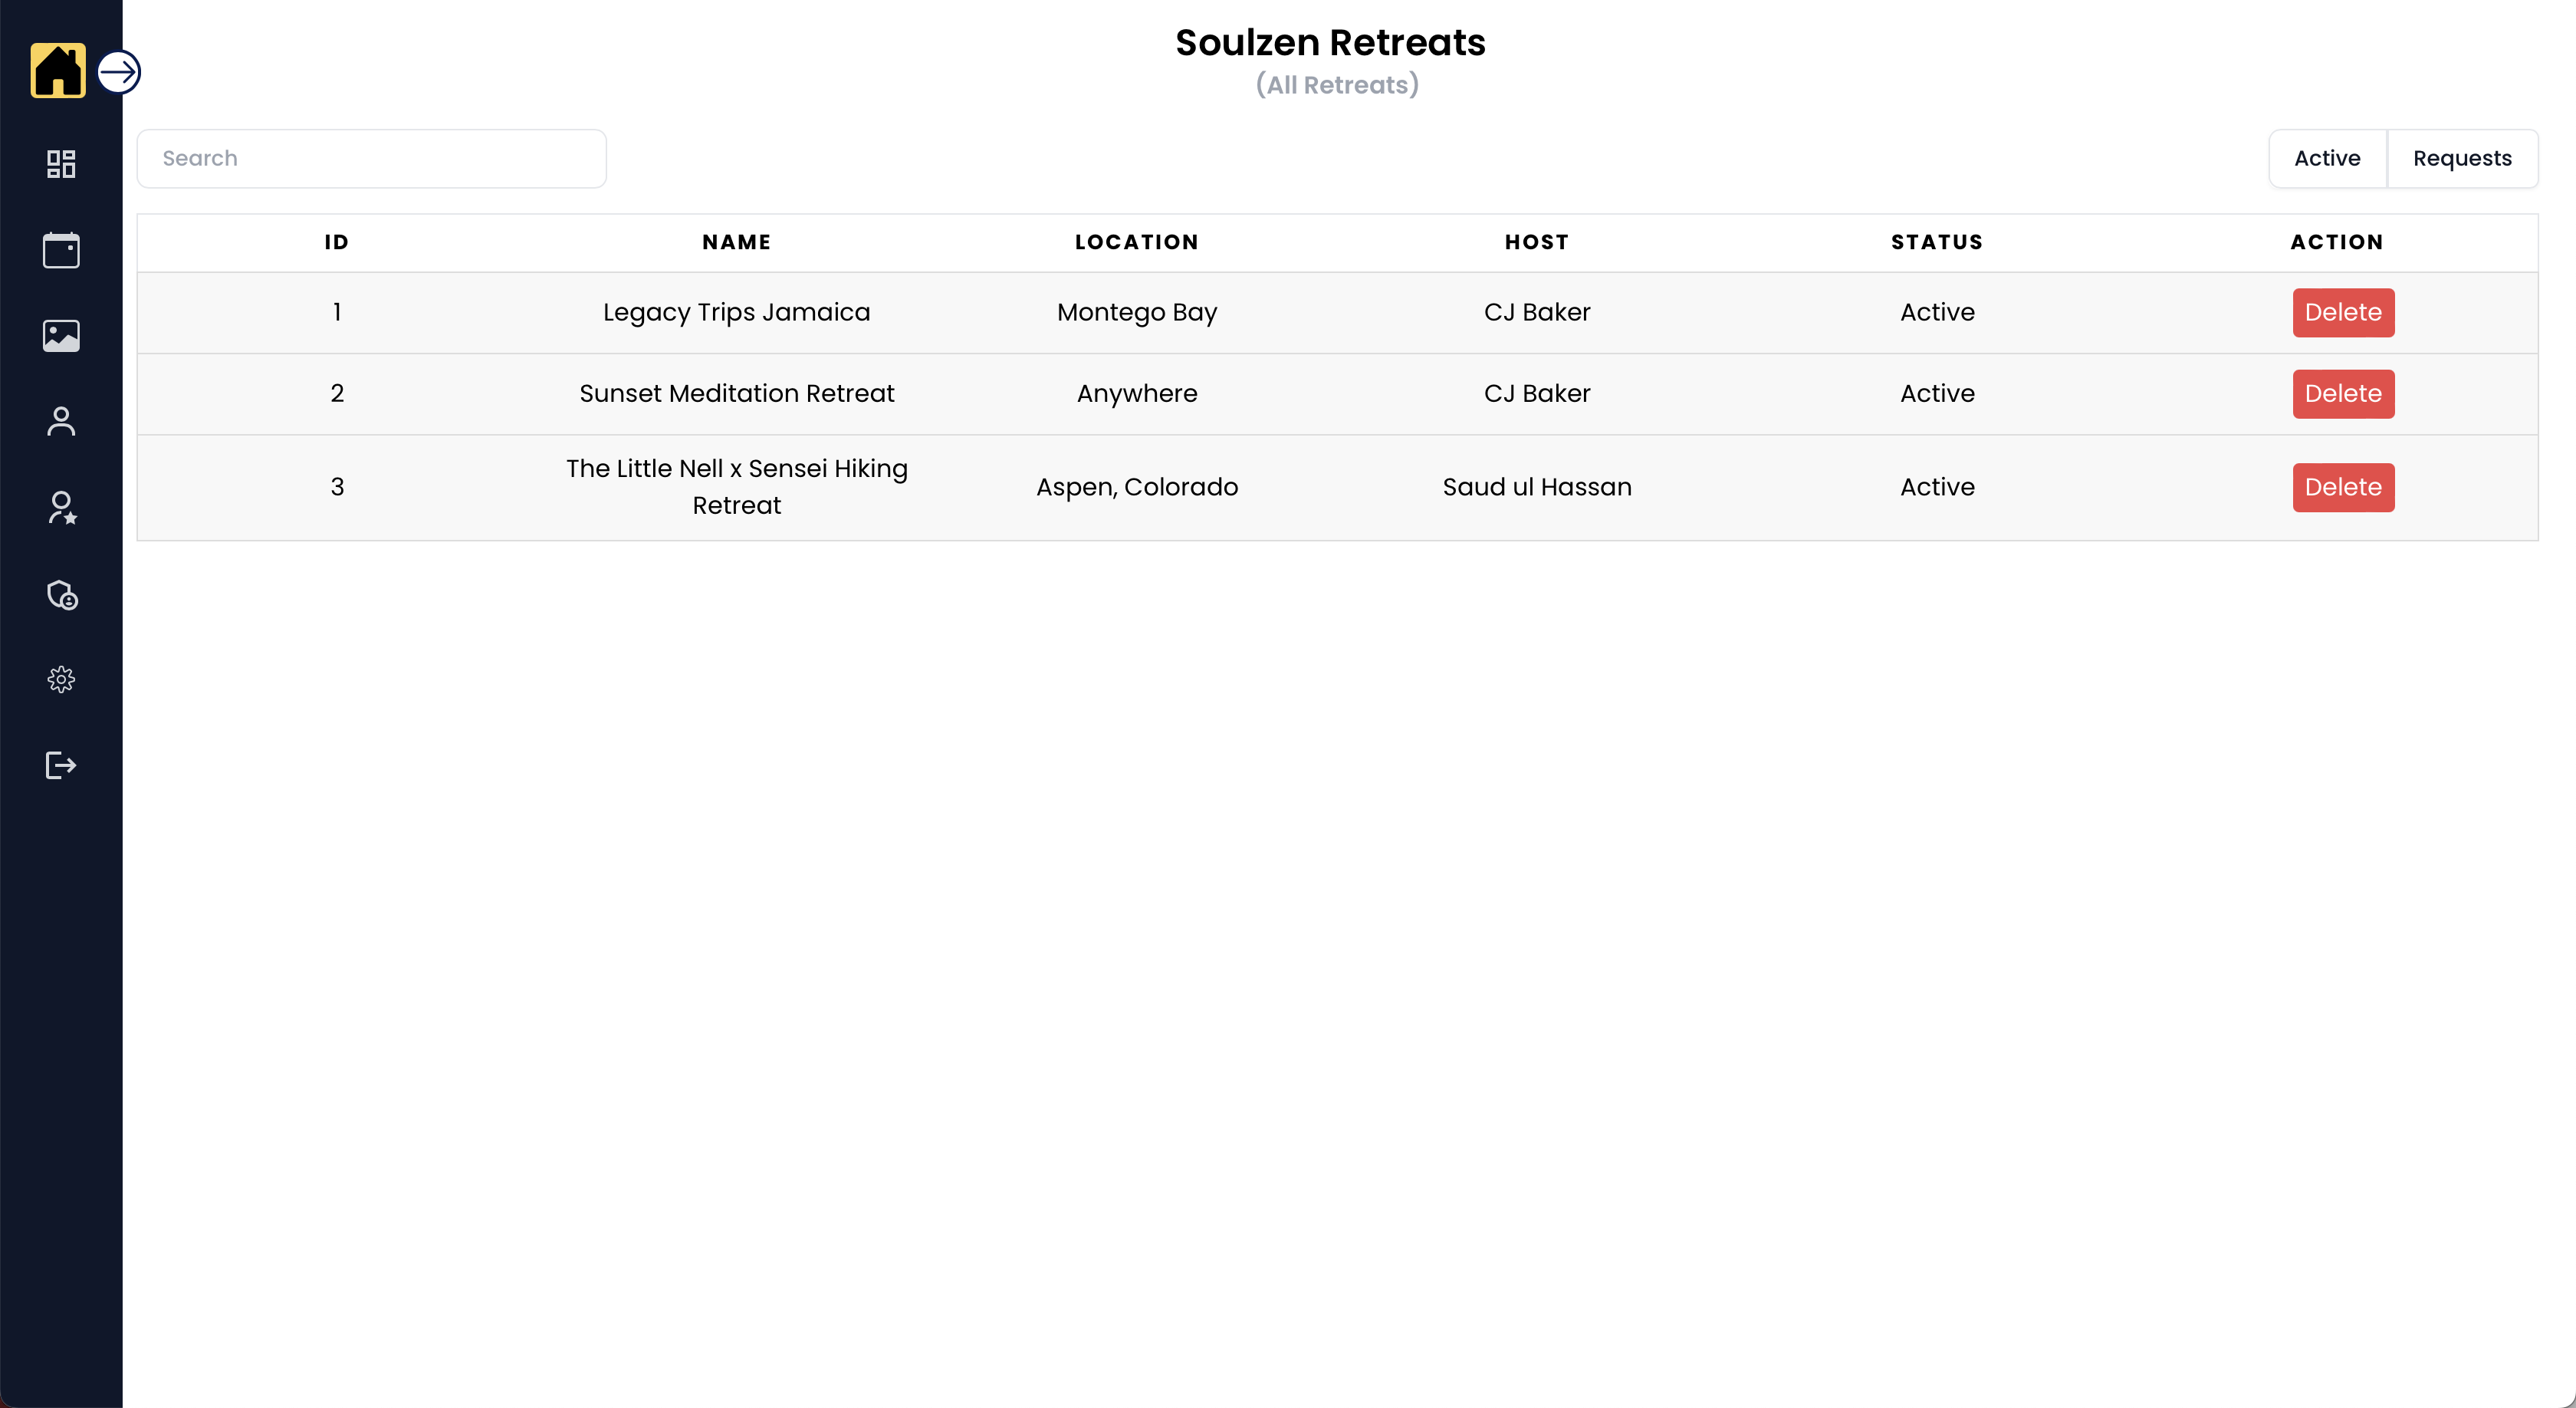 Soulzen Retreats
(All Retreats)
Search
Active Requests
ID NAME LOCATION HOST STATUS ACTION
1 Legacy Trips Jamaica Montego Bay CJ Baker Active Delete
2 Sunset Meditation Retreat Anywhere CJ Baker Active Delete
3 The Little Nell x Sensei Hiking Retreat Aspen, Colorado Saud ul Hassan Active Delete